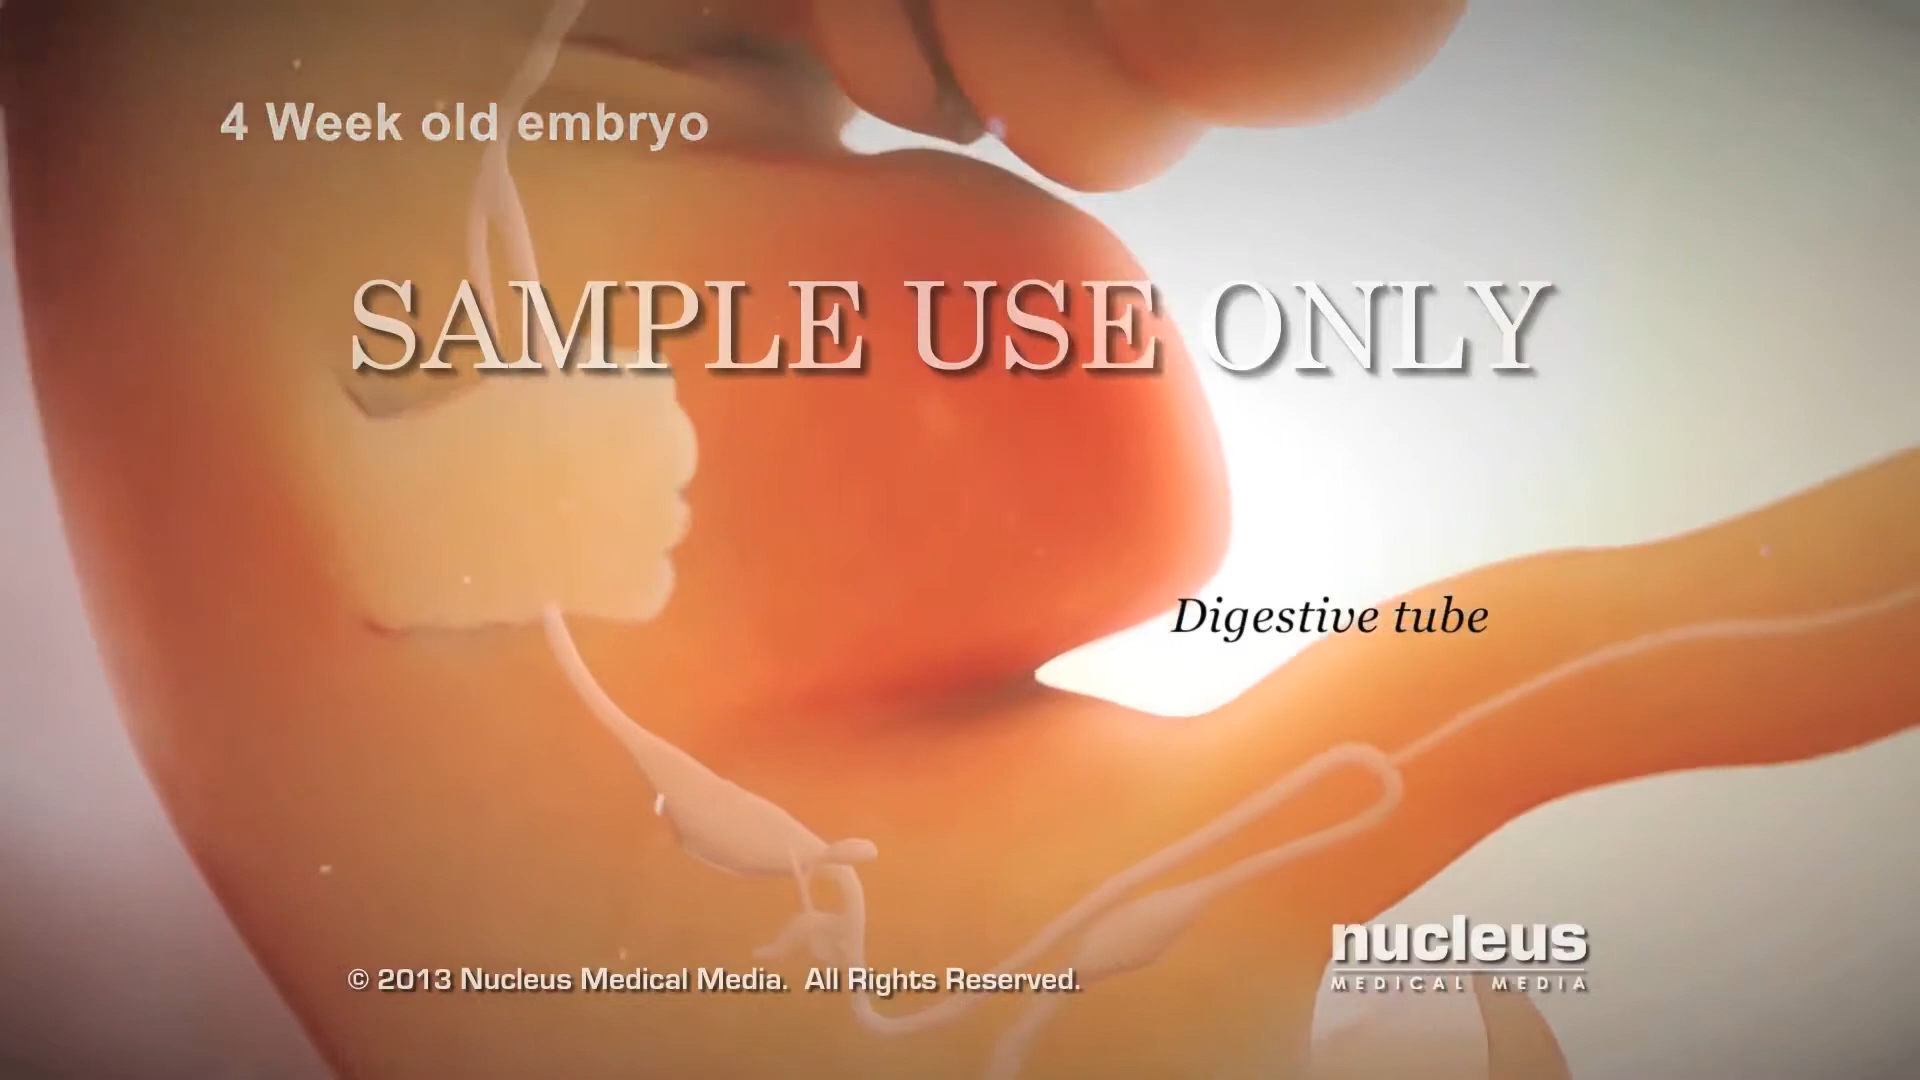 4 Week old embryo
SAMPLE USE ONLY
Digestive tube
nucleus
MEDICAL MEDIA
© 2013 Nucleus Medical Media. All Rights Reserved.